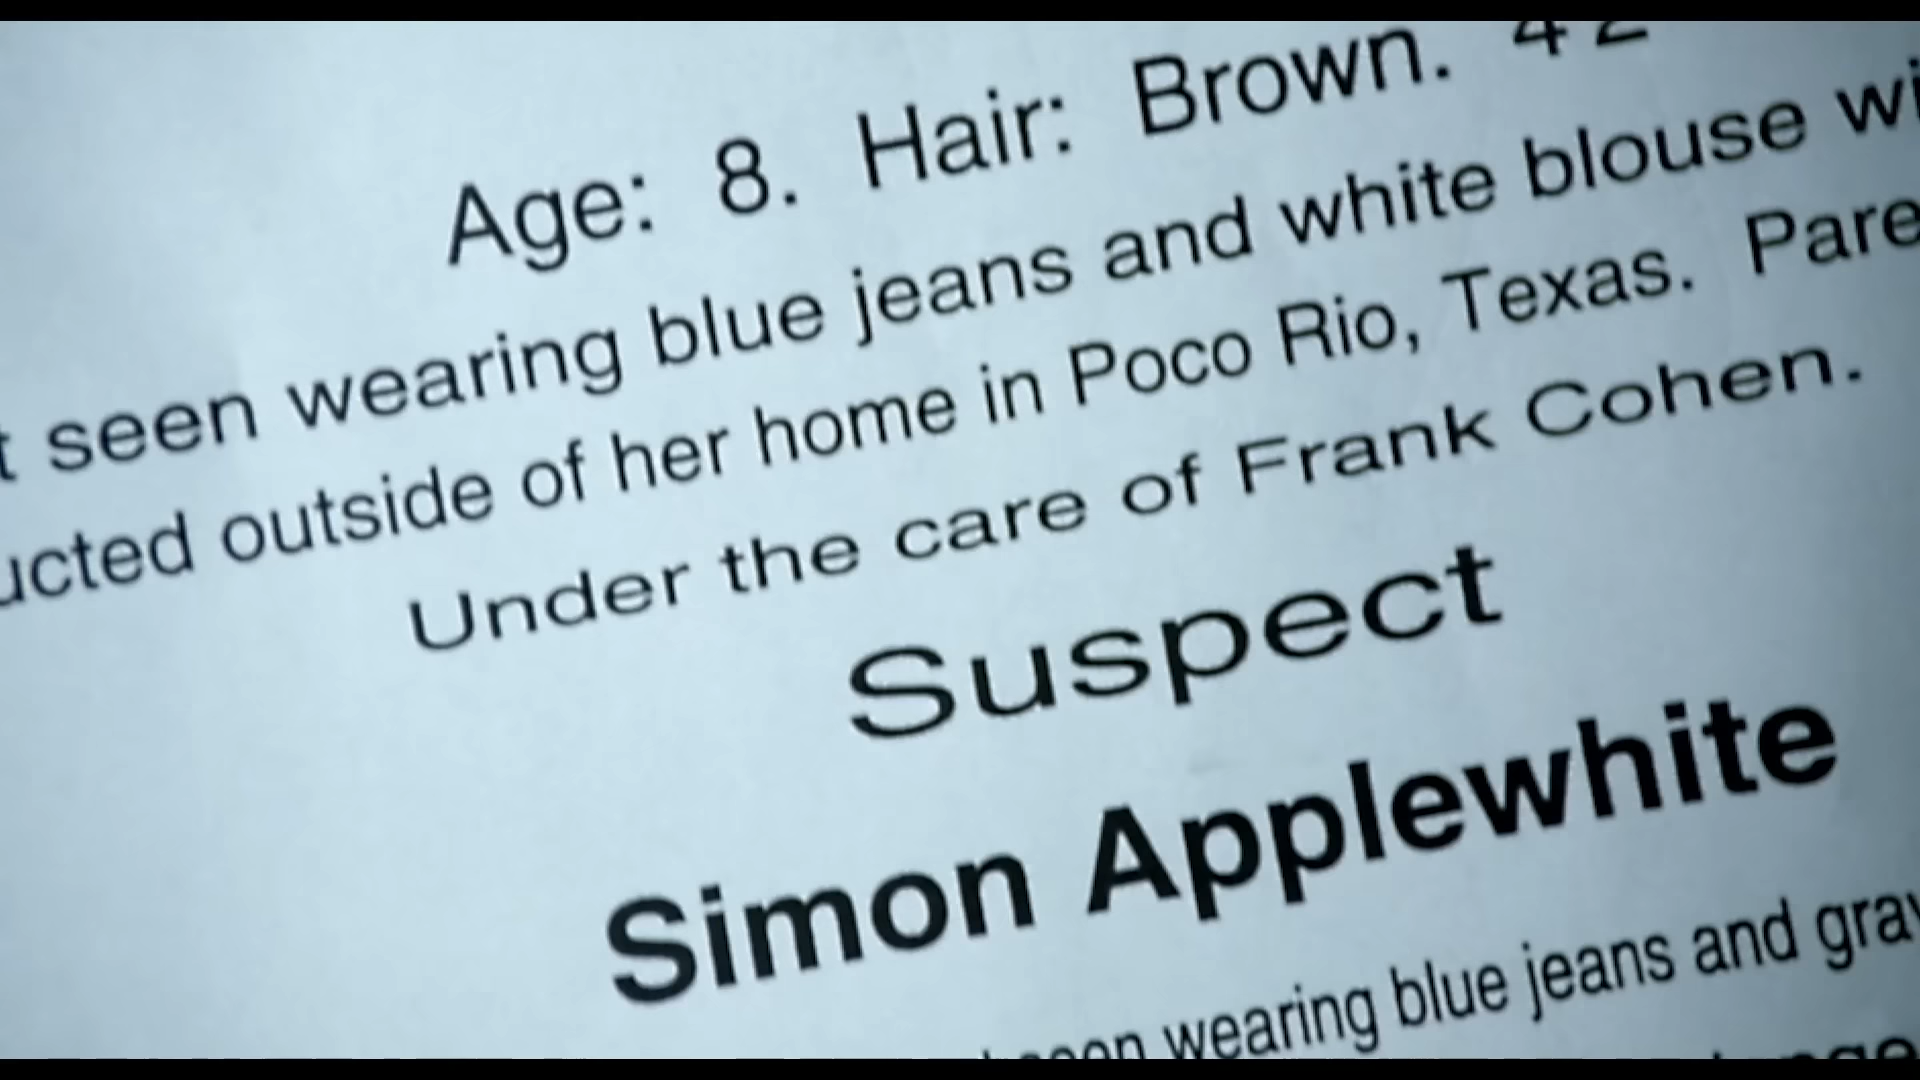 Age: 8. Hair: Brown. 42
seen wearing blue jeans and white blouse
outside of her home in Poco Rio, Texas.
Under the care of Frank Cohen.
Suspect
Simon Applewhite
wearing blue jeans and